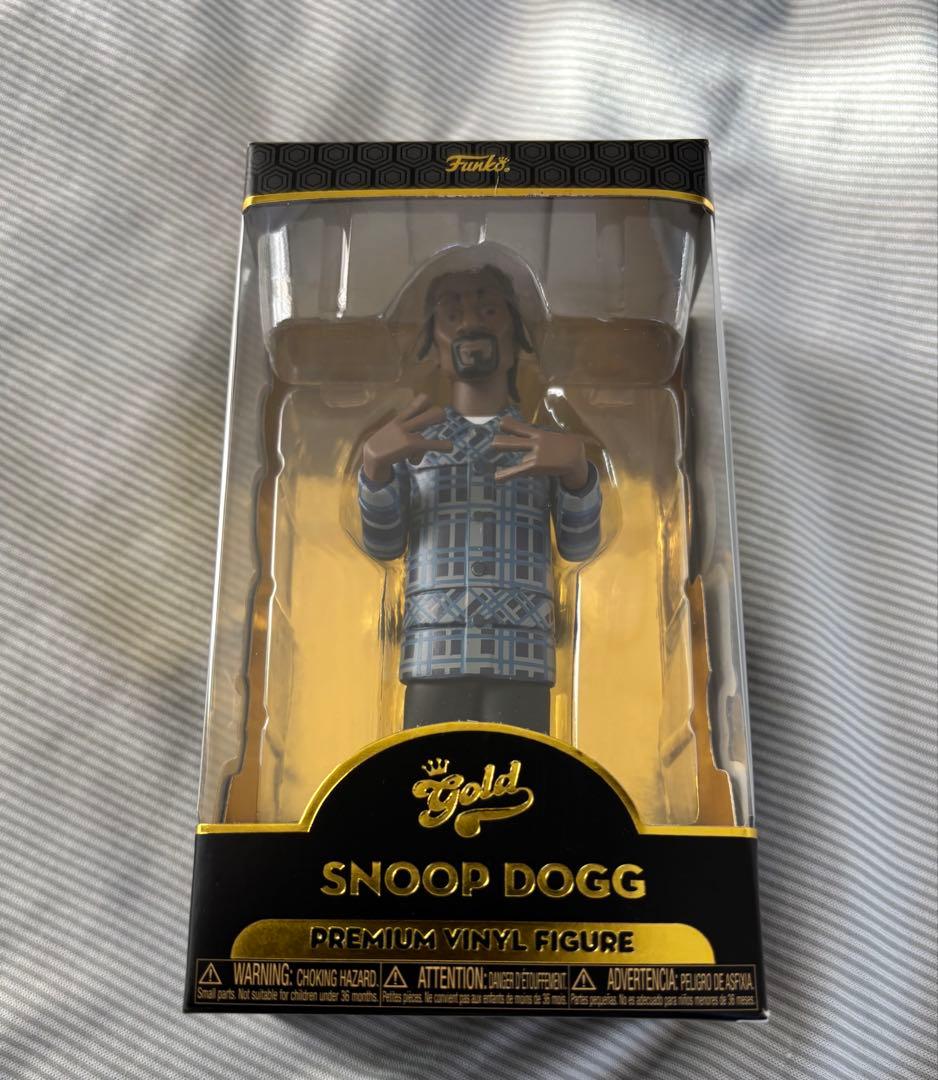 Funko
Gold
SNOOP DOGG
PREMIUM VINYL FIGURE
WARNING: CHOKING HAZARD.
Small parts. Not suitable for children under 36 months.
ATTENTION: DANGER D'ÉTOUFFEMENT.
Petites pièces. Ne convient pas aux enfants de moins de 36 mois.
ADVERTENCIA: PELIGRO DE ASFIXIA.
Partes pequeñas. No es adecuado para niños menores de 36 meses.